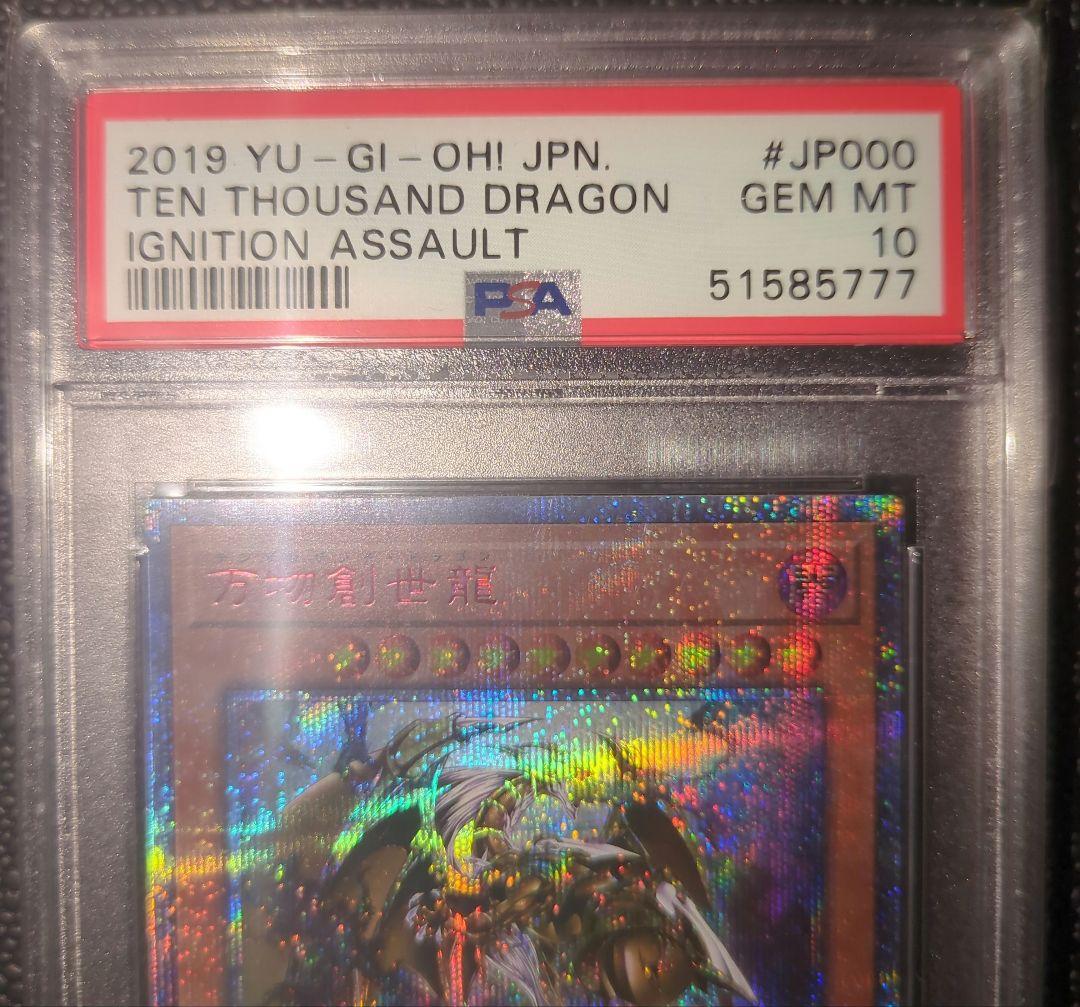 2019 YU-GI-OH! JPN. #JP000
TEN THOUSAND DRAGON GEM MT
IGNITION ASSAULT 10
PSA 51585777
万物創世龍
闇